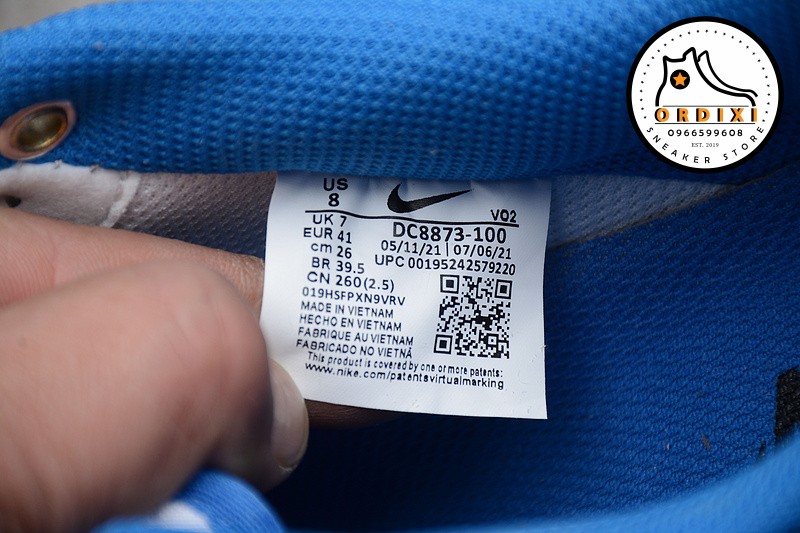 ORDIXI
0966599608
EST. 2019
SNEAKER STORE
US
8
VO2
UK 7
EUR 41
cm 26
BR 39.5
CN 260(2.5)
DC8873-100
05/11/21 | 07/06/21
UPC 00195242579220
019HSFPXN9VRV
MADE IN VIETNAM
HECHO EN VIETNAM
FABRIQUE AU VIETNAM
FABRICADO NO VIETNÃ
This product is covered by one or more patents:
www.nike.com/patentsvirtualmarking